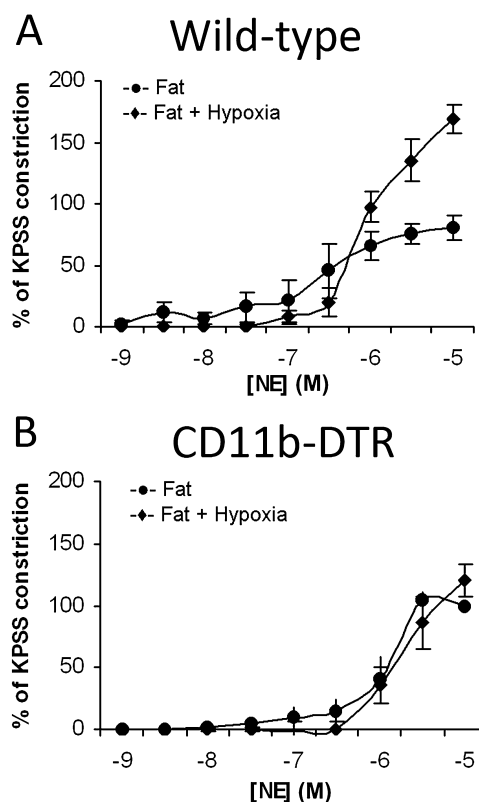 A
Wild-type
200
150
100
50
0
% of KPSS constriction
Fat
Fat + Hypoxia
-9 -8 -7 -6 -5
[NE] (M)
B
CD11b-DTR
200
150
100
50
0
% of KPSS constriction
Fat
Fat + Hypoxia
-9 -8 -7 -6 -5
[NE] (M)